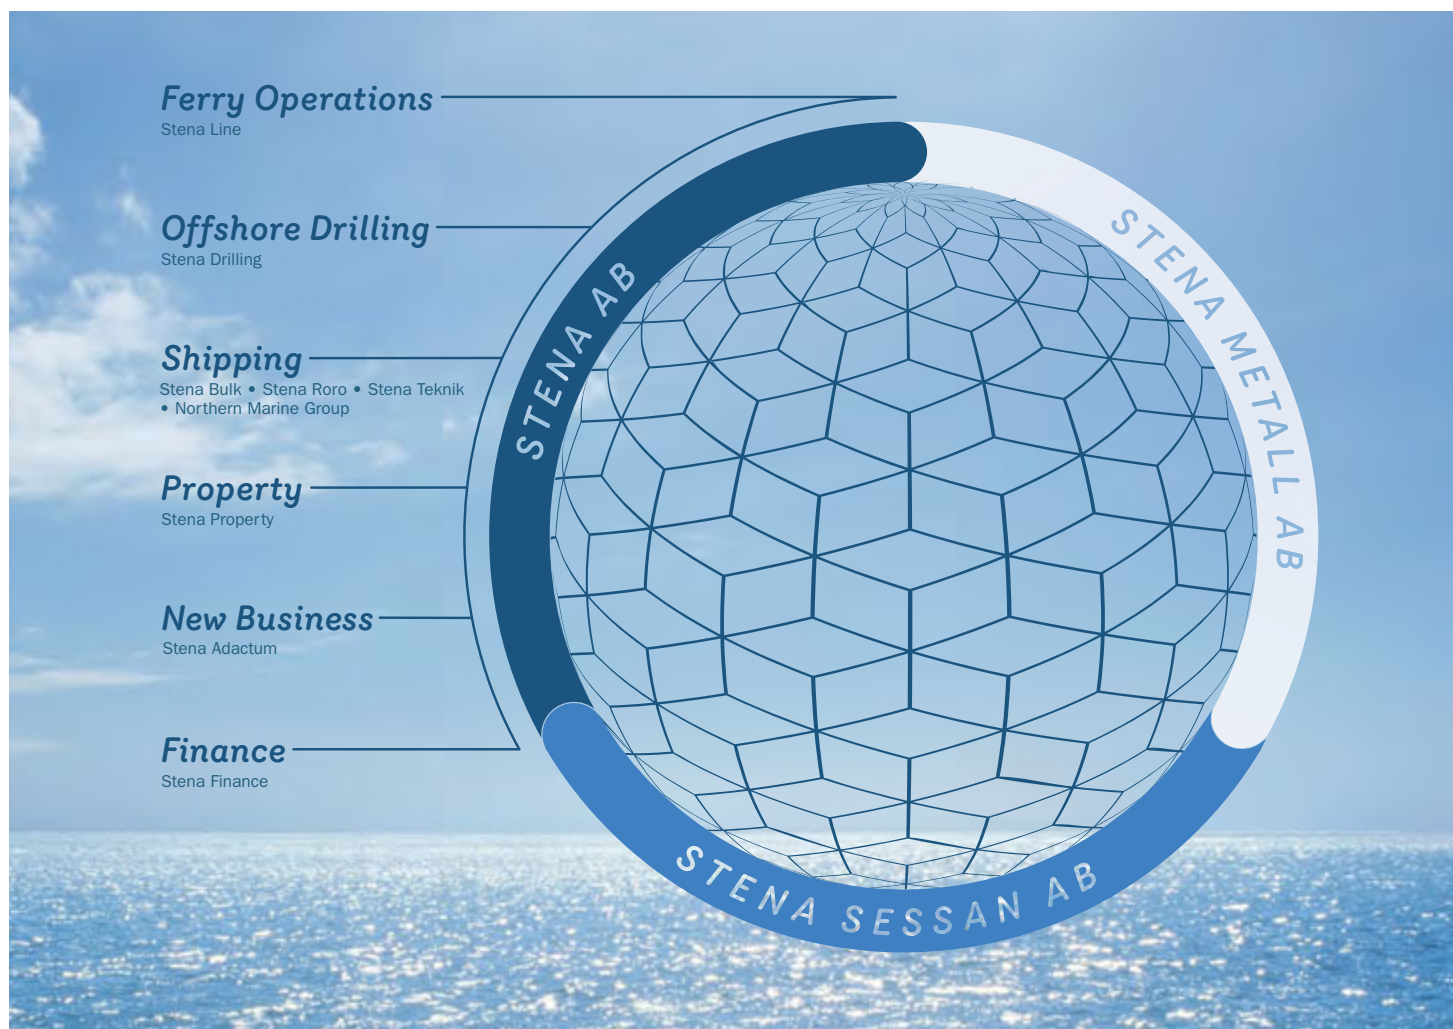 Ferry Operations
Stena Line
Offshore Drilling
Stena Drilling
Shipping
Stena Bulk • Stena Roro • Stena Teknik
• Northern Marine Group
Property
Stena Property
New Business
Stena Adactum
Finance
Stena Finance
STENA AB
STENA METALL AB
STENA SESSAN AB